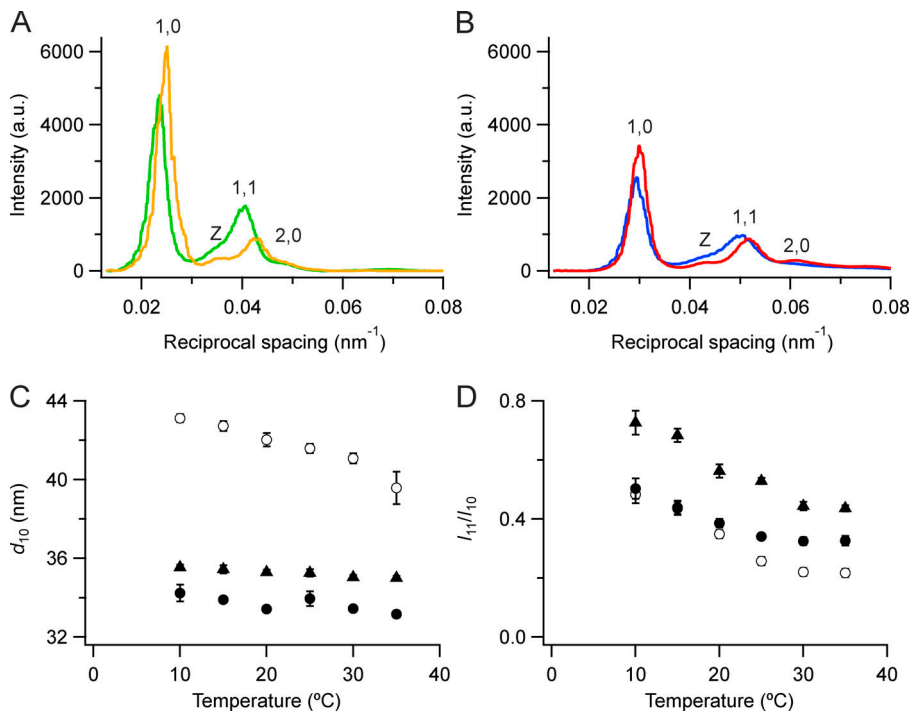 A
1,0
6000
4000
2000
0
Intensity (a.u.)
Z
1,1
2,0
0.02
0.04
0.06
0.08
Reciprocal spacing (nm⁻¹)
B
6000
4000
2000
0
Intensity (a.u.)
1,0
Z
1,1
2,0
0.02
0.04
0.06
0.08
Reciprocal spacing (nm⁻¹)
C
44
40
36
32
d₁₀ (nm)
0
10
20
30
40
Temperature (ºC)
D
0.8
0.4
0.0
I₁₁/I₁₀
0
10
20
30
40
Temperature (ºC)